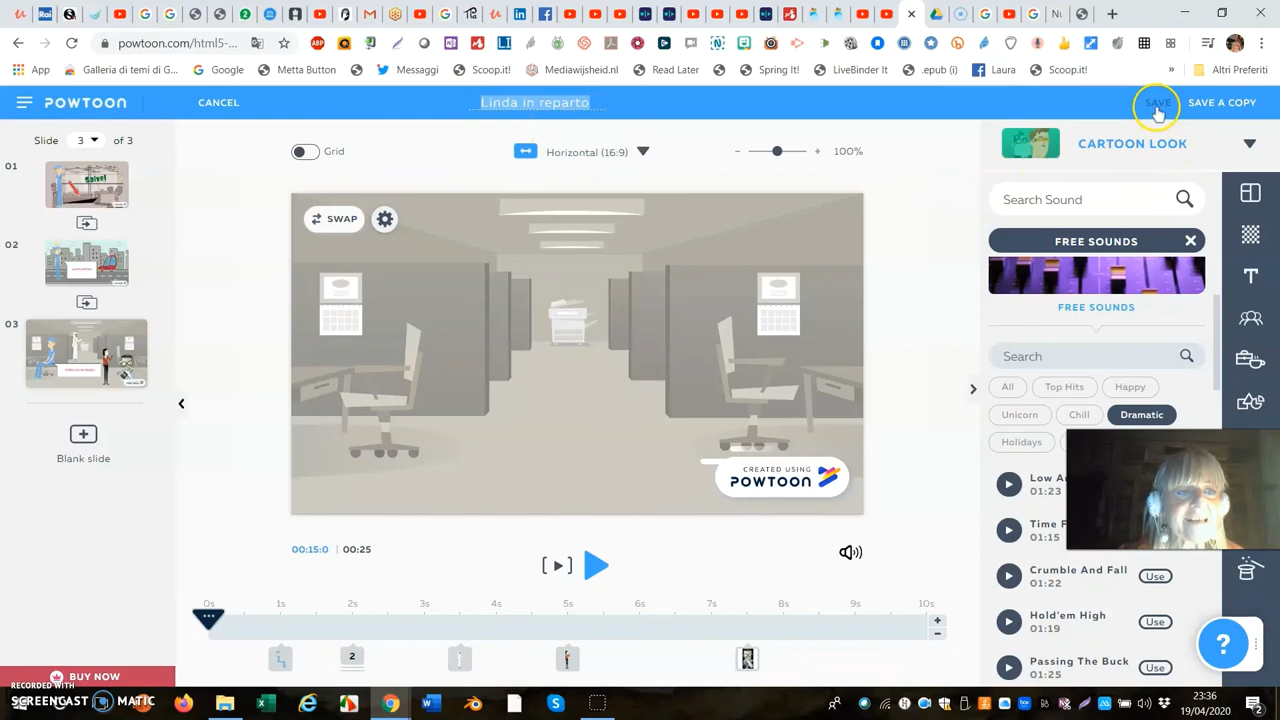 powtoon.com/html5-...
App
Galleria di temi di G...
Google
Metta Button
Messaggi
Scoop.it!
Mediawijsheid.nl
Read Later
Spring It!
LiveBinder It
.epub (i)
Laura
Scoop.it!
»
Altri Preferiti
POWTOON
CANCEL
Linda in reparto
SAVE
SAVE A COPY
Slide 3 of 3
Grid
Horizontal (16:9)
- + 100%
CARTOON LOOK
01
02
03
Blank slide
SWAP
CREATED USING
POWTOON
Search Sound
FREE SOUNDS
FREE SOUNDS
Search
All
Top Hits
Happy
Unicorn
Chill
Dramatic
Holidays
01:23
01:15
Crumble And Fall
01:22
Use
Hold'em High
01:19
Use
Passing The Buck
01:25
Use
00:15:0 | 00:25
0s 1s 2s 3s 4s 5s 6s 7s 8s 9s 10s
2
?
BUY NOW
RECORDED WITH
SCREENCAST MATIC
23:36
19/04/2020
2